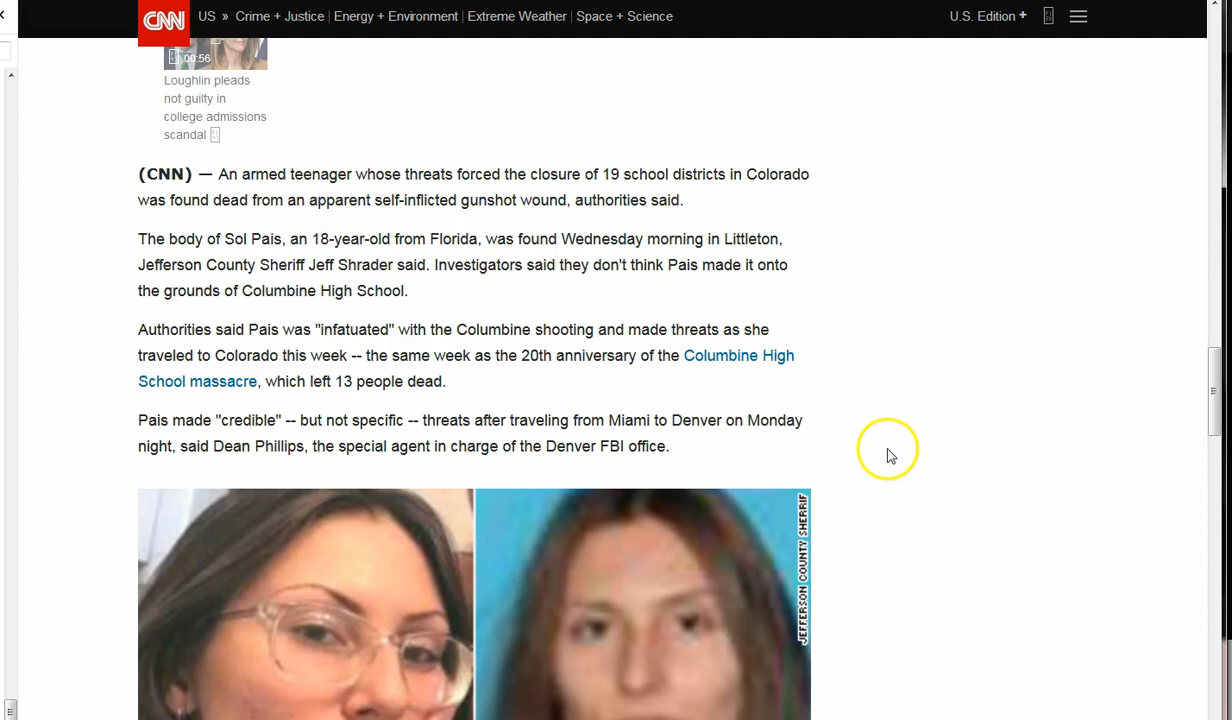 CNN US » Crime + Justice | Energy + Environment | Extreme Weather | Space + Science U.S. Edition +
00:56
Loughlin pleads
not guilty in
college admissions
scandal
(CNN) — An armed teenager whose threats forced the closure of 19 school districts in Colorado
was found dead from an apparent self-inflicted gunshot wound, authorities said.
The body of Sol Pais, an 18-year-old from Florida, was found Wednesday morning in Littleton,
Jefferson County Sheriff Jeff Shrader said. Investigators said they don't think Pais made it onto
the grounds of Columbine High School.
Authorities said Pais was "infatuated" with the Columbine shooting and made threats as she
traveled to Colorado this week -- the same week as the 20th anniversary of the Columbine High
School massacre, which left 13 people dead.
Pais made "credible" -- but not specific -- threats after traveling from Miami to Denver on Monday
night, said Dean Phillips, the special agent in charge of the Denver FBI office.
JEFFERSON COUNTY SHERRIF